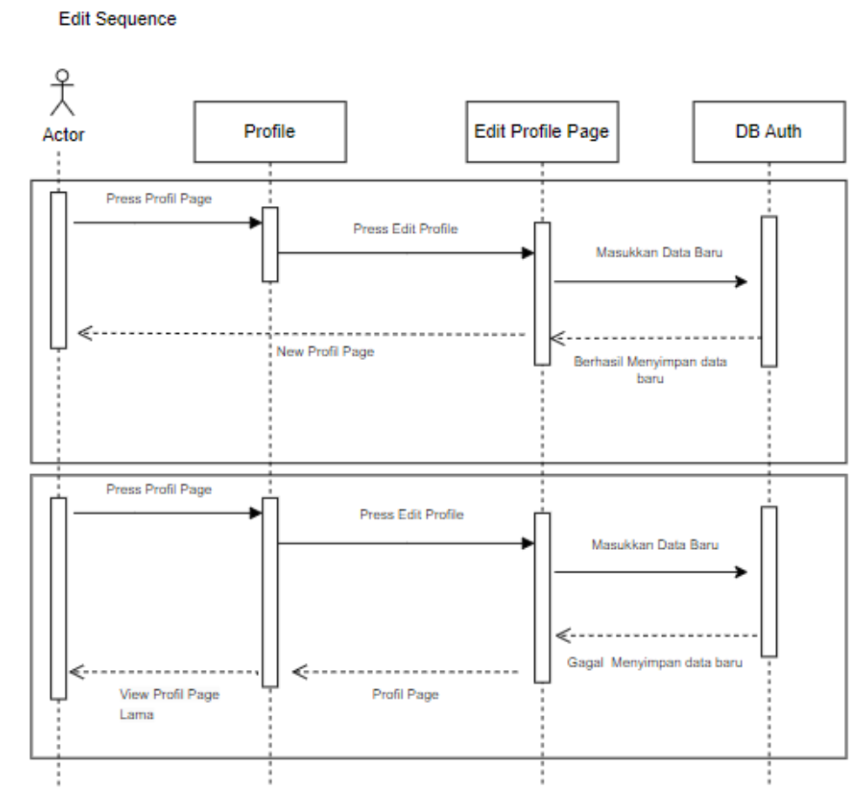 Edit Sequence
Actor
Profile
Edit Profile Page
DB Auth
Press Profil Page
Press Edit Profile
Masukkan Data Baru
New Profil Page
Berhasil Menyimpan data
baru
Press Profil Page
Press Edit Profile
Masukkan Data Baru
Gagal Menyimpan data baru
Profil Page
View Profil Page
Lama